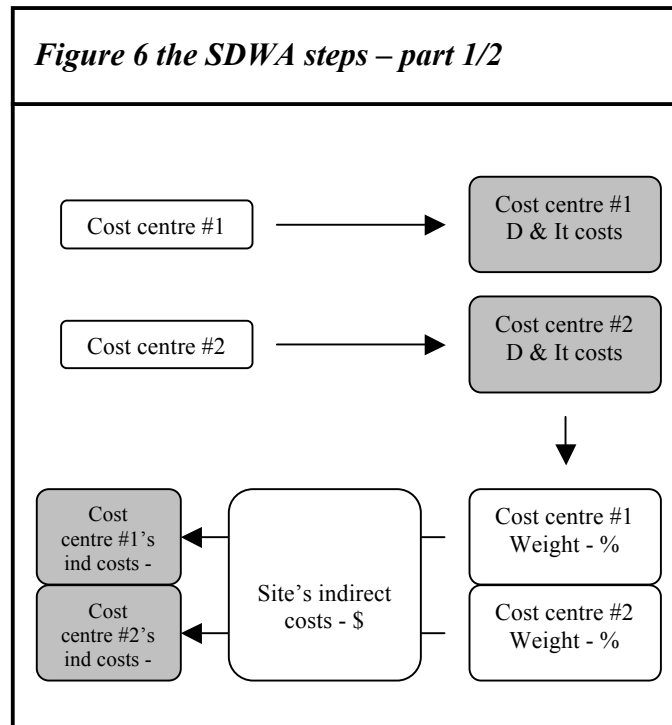 Figure 6 the SDWA steps – part 1/2
Cost centre #1
Cost centre #1
D & It costs
Cost centre #2
Cost centre #2
D & It costs
Cost
centre #1's
ind costs -
Cost
centre #2's
ind costs -
Site's indirect
costs - $
Cost centre #1
Weight - %
Cost centre #2
Weight - %